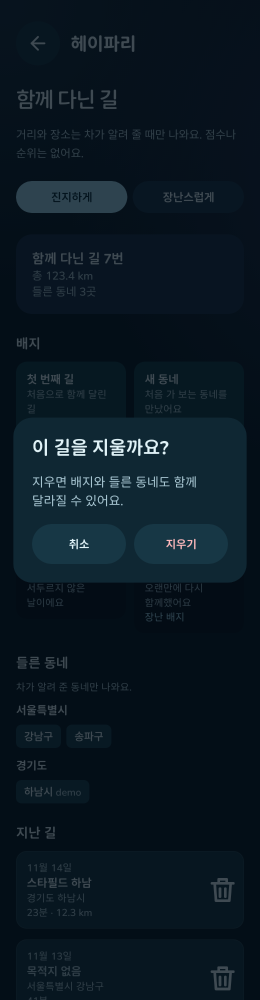 헤이파리
함께 다닌 길
거리와 장소는 차가 알려 줄 때만 나와요. 점수나
순위는 없어요.
진지하게
장난스럽게
함께 다닌 길 7번
총 123.4 km
들른 동네 3곳
배지
첫 번째 길
처음으로 함께 달린
길
새 동네
처음 가 보는 동네를
만났어요
이 길을 지울까요?
지우면 배지와 들른 동네도 함께
달라질 수 있어요.
취소
지우기
서두르지 않은
날이에요
오랜만에 다시
함께했어요
장난 배지
들른 동네
차가 알려 준 동네만 나와요.
서울특별시
강남구
송파구
경기도
하남시 demo
지난 길
11월 14일
스타필드 하남
경기도 하남시
23분 · 12.3 km
11월 13일
목적지 없음
서울특별시 강남구